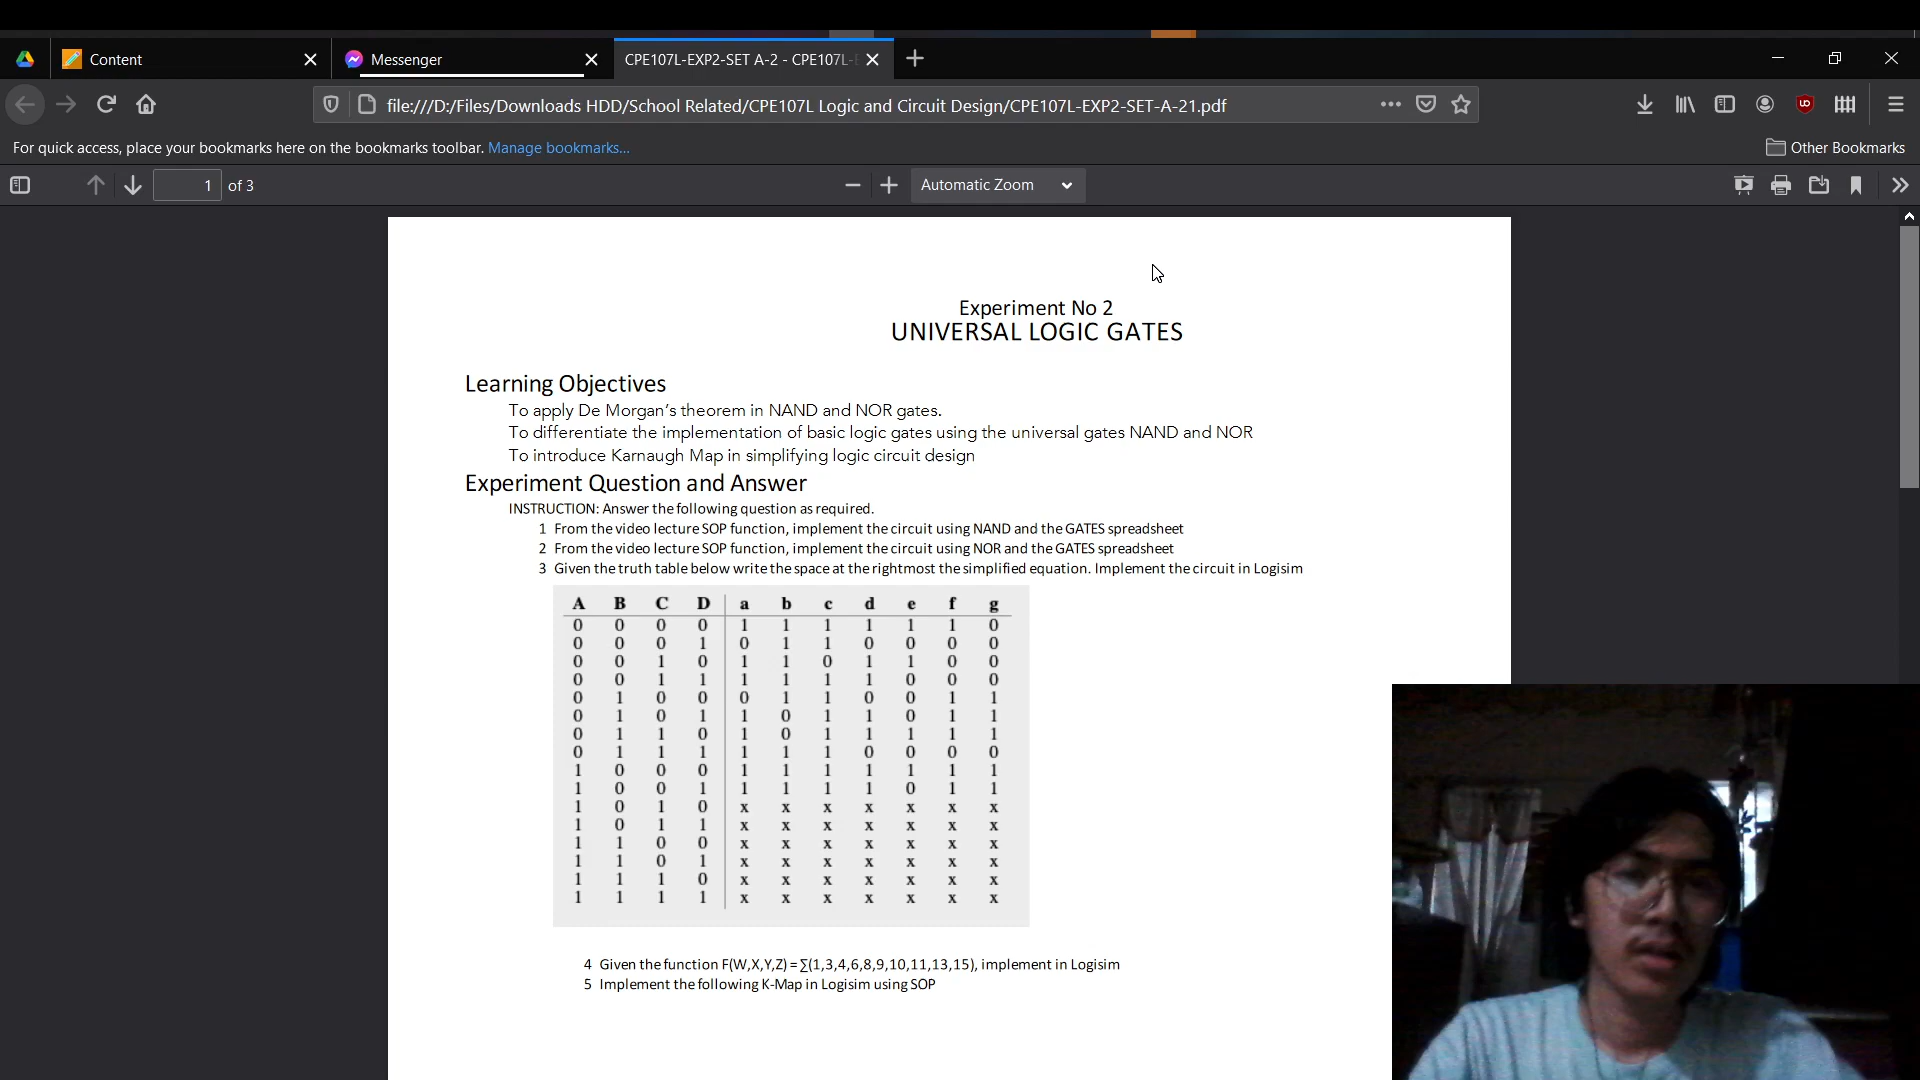 Content
Messenger
CPE107L-EXP2-SET A-2 - CPE107L-E
file:///D:/Files/Downloads HDD/School Related/CPE107L Logic and Circuit Design/CPE107L-EXP2-SET-A-21.pdf
For quick access, place your bookmarks here on the bookmarks toolbar. Manage bookmarks...
Other Bookmarks
1 of 3
Automatic Zoom
Experiment No 2
UNIVERSAL LOGIC GATES
Learning Objectives
To apply De Morgan's theorem in NAND and NOR gates.
To differentiate the implementation of basic logic gates using the universal gates NAND and NOR
To introduce Karnaugh Map in simplifying logic circuit design
Experiment Question and Answer
INSTRUCTION: Answer the following question as required.
1 From the video lecture SOP function, implement the circuit using NAND and the GATES spreadsheet
2 From the video lecture SOP function, implement the circuit using NOR and the GATES spreadsheet
3 Given the truth table below write the space at the rightmost the simplified equation. Implement the circuit in Logisim
A B C D a b c d e f g
0 0 0 0 1 1 1 1 1 1 0
0 0 0 1 0 1 1 0 0 0 0
0 0 1 0 1 1 0 1 1 0 0
0 0 1 1 1 1 1 1 0 0 0
0 1 0 0 0 1 1 0 0 1 1
0 1 0 1 1 0 1 1 0 1 1
0 1 1 0 1 0 1 1 1 1 1
0 1 1 1 1 1 1 0 0 0 0
1 0 0 0 1 1 1 1 1 1 1
1 0 0 1 1 1 1 1 0 1 1
1 0 1 0 x x x x x x x
1 0 1 1 x x x x x x x
1 1 0 0 x x x x x x x
1 1 0 1 x x x x x x x
1 1 1 0 x x x x x x x
1 1 1 1 x x x x x x x
4 Given the function F(W,X,Y,Z) = ∑(1,3,4,6,8,9,10,11,13,15), implement in Logisim
5 Implement the following K-Map in Logisim using SOP